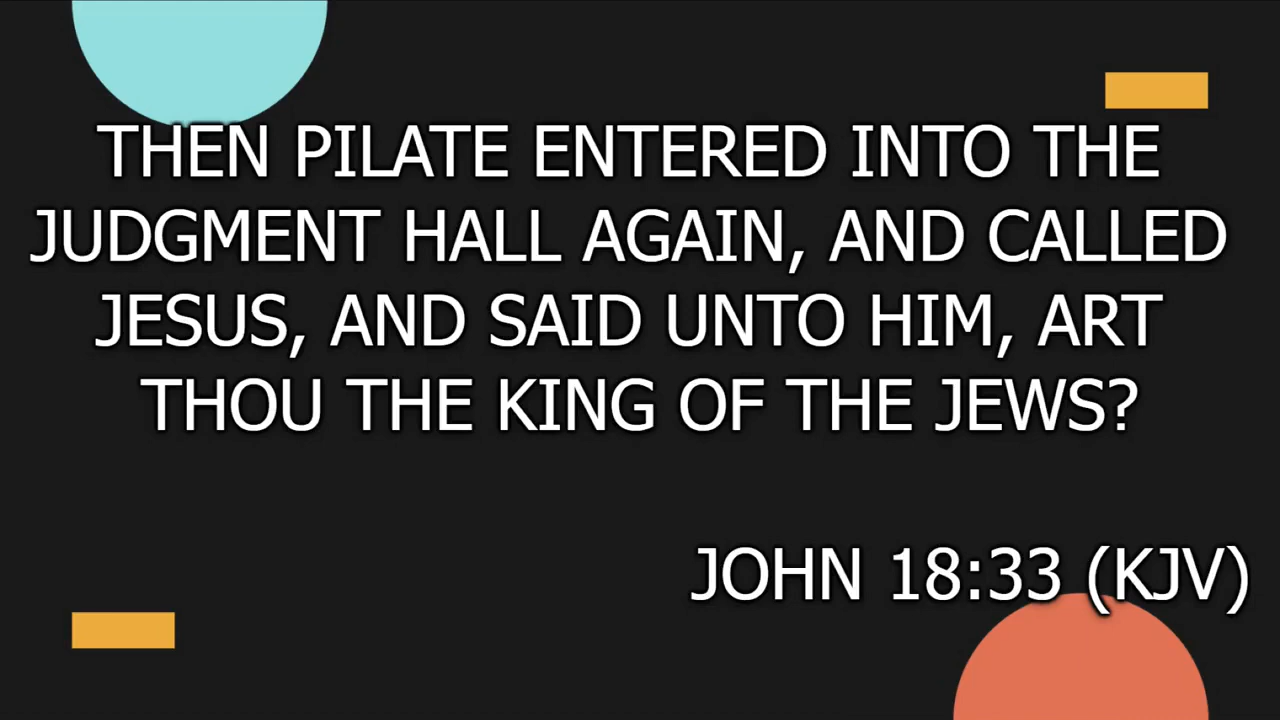 THEN PILATE ENTERED INTO THE
JUDGMENT HALL AGAIN, AND CALLED
JESUS, AND SAID UNTO HIM, ART
THOU THE KING OF THE JEWS?
JOHN 18:33 (KJV)